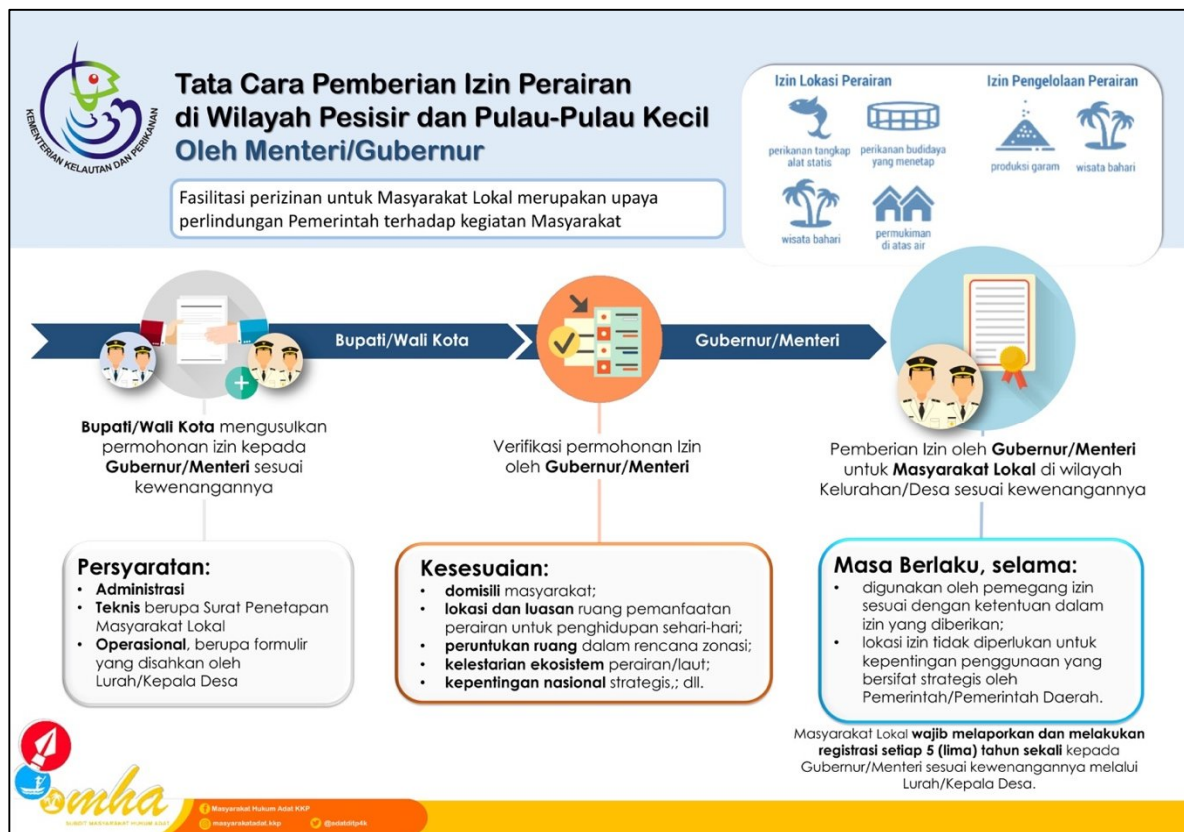 KEMENTERIAN KELAUTAN DAN PERIKANAN
Tata Cara Pemberian Izin Perairan
di Wilayah Pesisir dan Pulau-Pulau Kecil
Oleh Menteri/Gubernur
Fasilitasi perizinan untuk Masyarakat Lokal merupakan upaya
perlindungan Pemerintah terhadap kegiatan Masyarakat
Izin Lokasi Perairan
perikanan tangkap
alat statis
perikanan budidaya
yang menetap
wisata bahari
permukiman
di atas air
Izin Pengelolaan Perairan
produksi garam
wisata bahari
Bupati/Wali Kota
Gubernur/Menteri
Bupati/Wali Kota mengusulkan
permohonan izin kepada
Gubernur/Menteri sesuai
kewenangannya
Verifikasi permohonan Izin
oleh Gubernur/Menteri
Pemberian Izin oleh Gubernur/Menteri
untuk Masyarakat Lokal di wilayah
Kelurahan/Desa sesuai kewenangannya
Persyaratan:
• Administrasi
• Teknis berupa Surat Penetapan
Masyarakat Lokal
• Operasional, berupa formulir
yang disahkan oleh
Lurah/Kepala Desa
Kesesuaian:
• domisili masyarakat;
• lokasi dan luasan ruang pemanfaatan
perairan untuk penghidupan sehari-hari;
• peruntukan ruang dalam rencana zonasi;
• kelestarian ekosistem perairan/laut;
• kepentingan nasional strategis,; dll.
Masa Berlaku, selama:
• digunakan oleh pemegang izin
sesuai dengan ketentuan dalam
izin yang diberikan;
• lokasi izin tidak diperlukan untuk
kepentingan penggunaan yang
bersifat strategis oleh
Pemerintah/Pemerintah Daerah.
Masyarakat Lokal wajib melaporkan dan melakukan
registrasi setiap 5 (lima) tahun sekali kepada
Gubernur/Menteri sesuai kewenangannya melalui
Lurah/Kepala Desa.
omha
SUBDIT MASYARAKAT HUKUM ADAT
Masyarakat Hukum Adat KKP
masyarakatadat.kkp